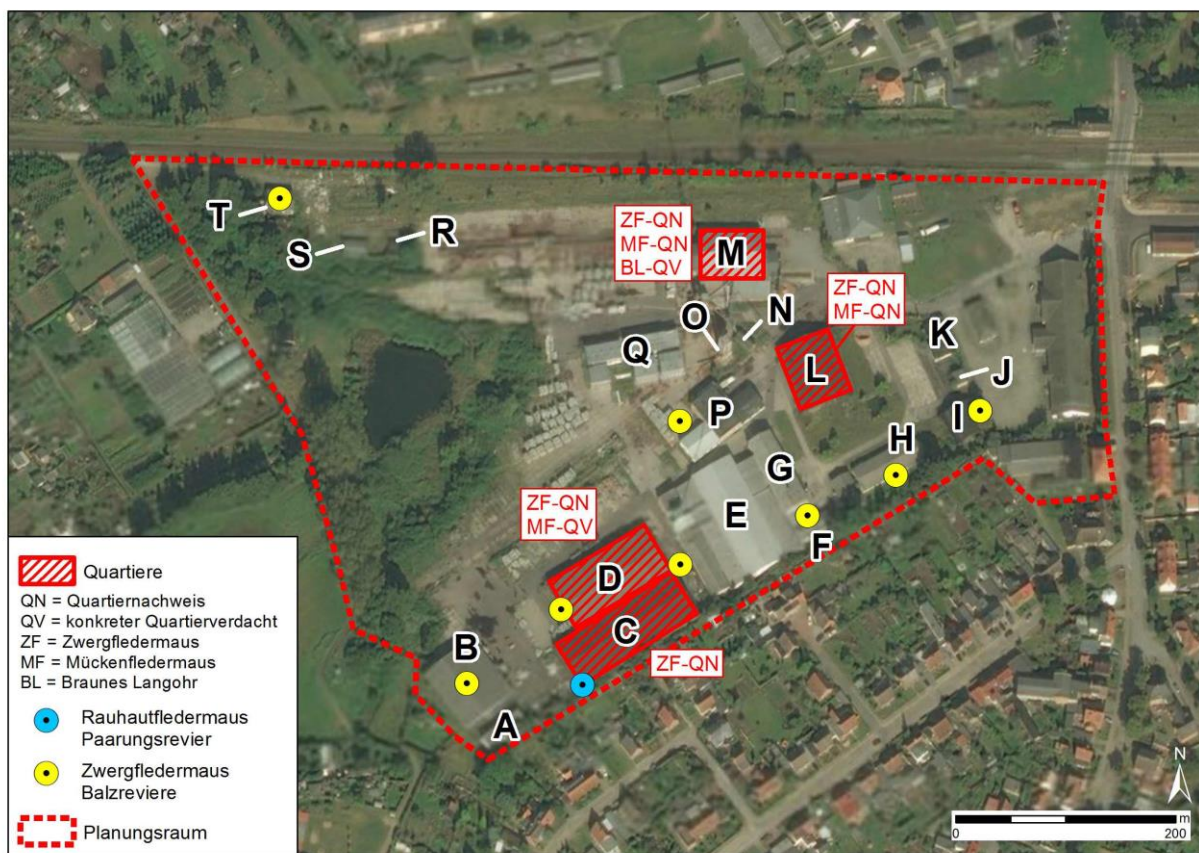 T
S
R
ZF-QN
MF-QN
BL-QV
M
ZF-QN
MF-QN
O
N
K
Q
L
J
P
I
H
G
E
F
ZF-QN
MF-QV
D
C
ZF-QN
B
A
Quartiere
QN = Quartiernachweis
QV = konkreter Quartierverdacht
ZF = Zwergfledermaus
MF = Mückenfledermaus
BL = Braunes Langohr
Rauhautfledermaus
Paarungsrevier
Zwergfledermaus
Balzreviere
Planungsraum
N
m
0
200